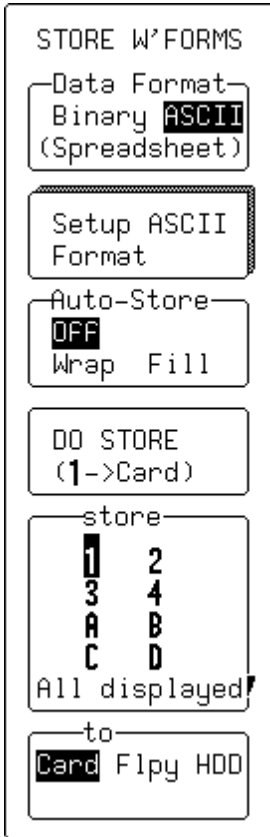 STORE W'FORMS
Data Format
Binary ASCII
(Spreadsheet)
Setup ASCII
Format
Auto-Store
OFF
Wrap Fill
DO STORE
(1->Card)
store
1 2
3 4
A B
C D
All displayed
to
Card Flpy HDD